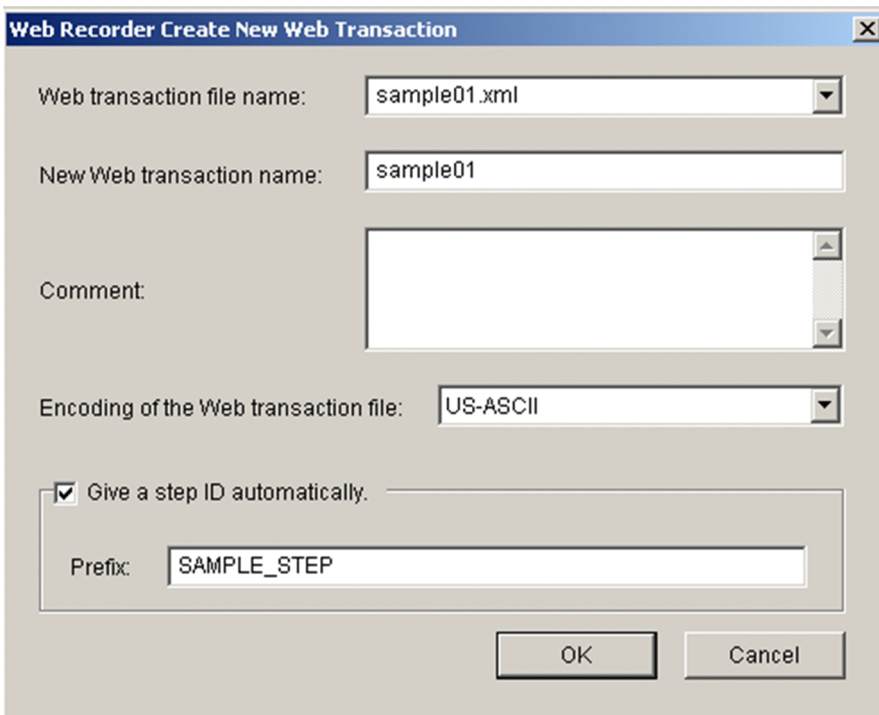 Web Recorder Create New Web Transaction
Web transaction file name: sample01.xml
New Web transaction name: sample01
Comment:
Encoding of the Web transaction file: US-ASCII
Give a step ID automatically.
Prefix: SAMPLE_STEP
OK Cancel